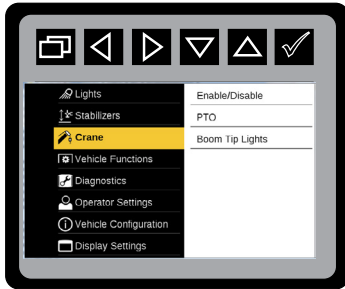 Lights
Stabilizers
Crane
Vehicle Functions
Diagnostics
Operator Settings
Vehicle Configuration
Display Settings
Enable/Disable
PTO
Boom Tip Lights